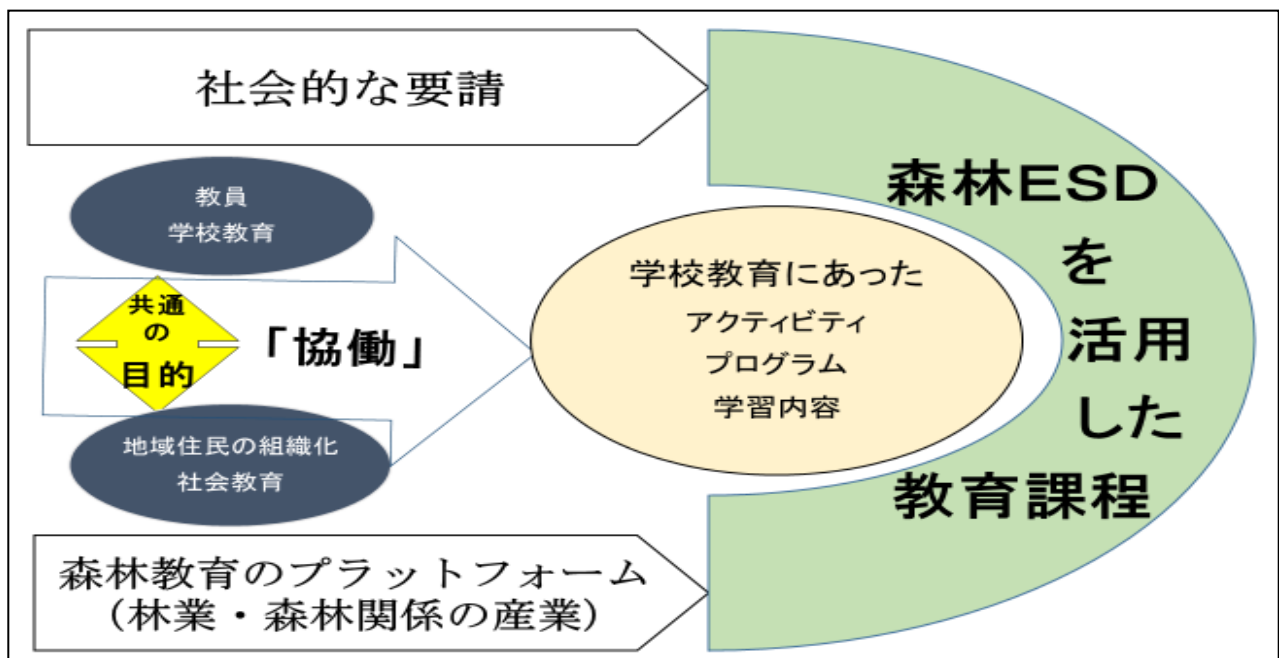 社会的な要請
教員
学校教育
共通
の
目的
「協働」
地域住民の組織化
社会教育
森林教育のプラットフォーム
(林業・森林関係の産業)
学校教育にあった
アクティビティ
プログラム
学習内容
森林ESD
を
活用
した
教育課程